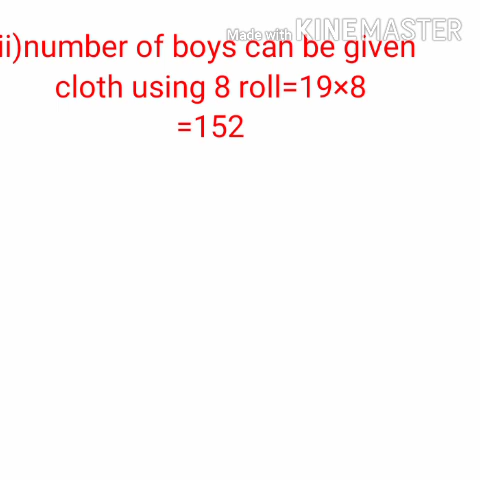 Made with KINEMASTER
ii)number of boys can be given
cloth using 8 roll=19×8
=152